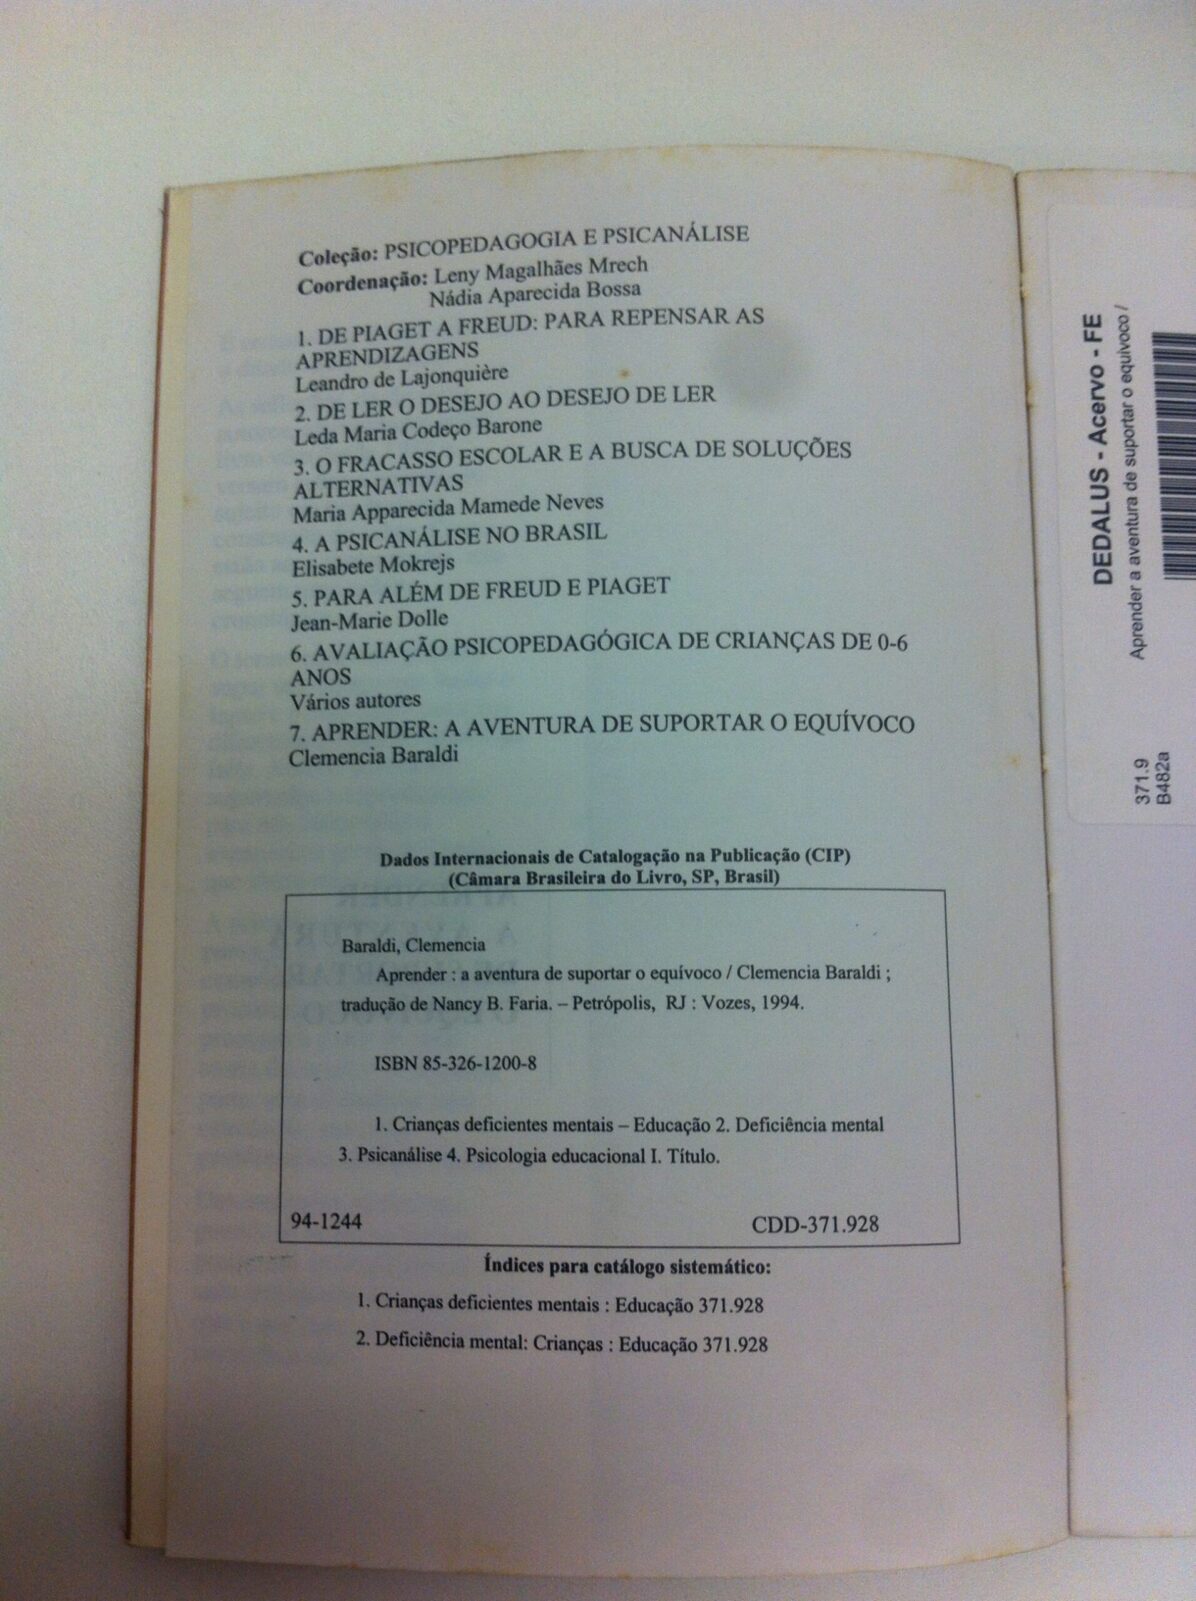 Coleção: PSICOPEDAGOGIA E PSICANÁLISE
Coordenação: Leny Magalhães Mrech
Nádia Aparecida Bossa
1. DE PIAGET A FREUD: PARA REPENSAR AS
APRENDIZAGENS
Leandro de Lajonquière
2. DE LER O DESEJO AO DESEJO DE LER
Leda Maria Codeço Barone
3. O FRACASSO ESCOLAR E A BUSCA DE SOLUÇÕES
ALTERNATIVAS
Maria Apparecida Mamede Neves
4. A PSICANÁLISE NO BRASIL
Elisabete Mokrejs
5. PARA ALÉM DE FREUD E PIAGET
Jean-Marie Dolle
6. AVALIAÇÃO PSICOPEDAGÓGICA DE CRIANÇAS DE 0-6
ANOS
Vários autores
7. APRENDER: A AVENTURA DE SUPORTAR O EQUÍVOCO
Clemencia Baraldi
Dados Internacionais de Catalogação na Publicação (CIP)
(Câmara Brasileira do Livro, SP, Brasil)
Baraldi, Clemencia
Aprender : a aventura de suportar o equívoco / Clemencia Baraldi ;
tradução de Nancy B. Faria. – Petrópolis, RJ : Vozes, 1994.
ISBN 85-326-1200-8
1. Crianças deficientes mentais – Educação 2. Deficiência mental
3. Psicanálise 4. Psicologia educacional I. Título.
94-1244 CDD-371.928
Índices para catálogo sistemático:
1. Crianças deficientes mentais : Educação 371.928
2. Deficiência mental: Crianças : Educação 371.928
DEDALUS - Acervo - FE
Aprender a aventura de suportar o equívoco /
371.9
B482a